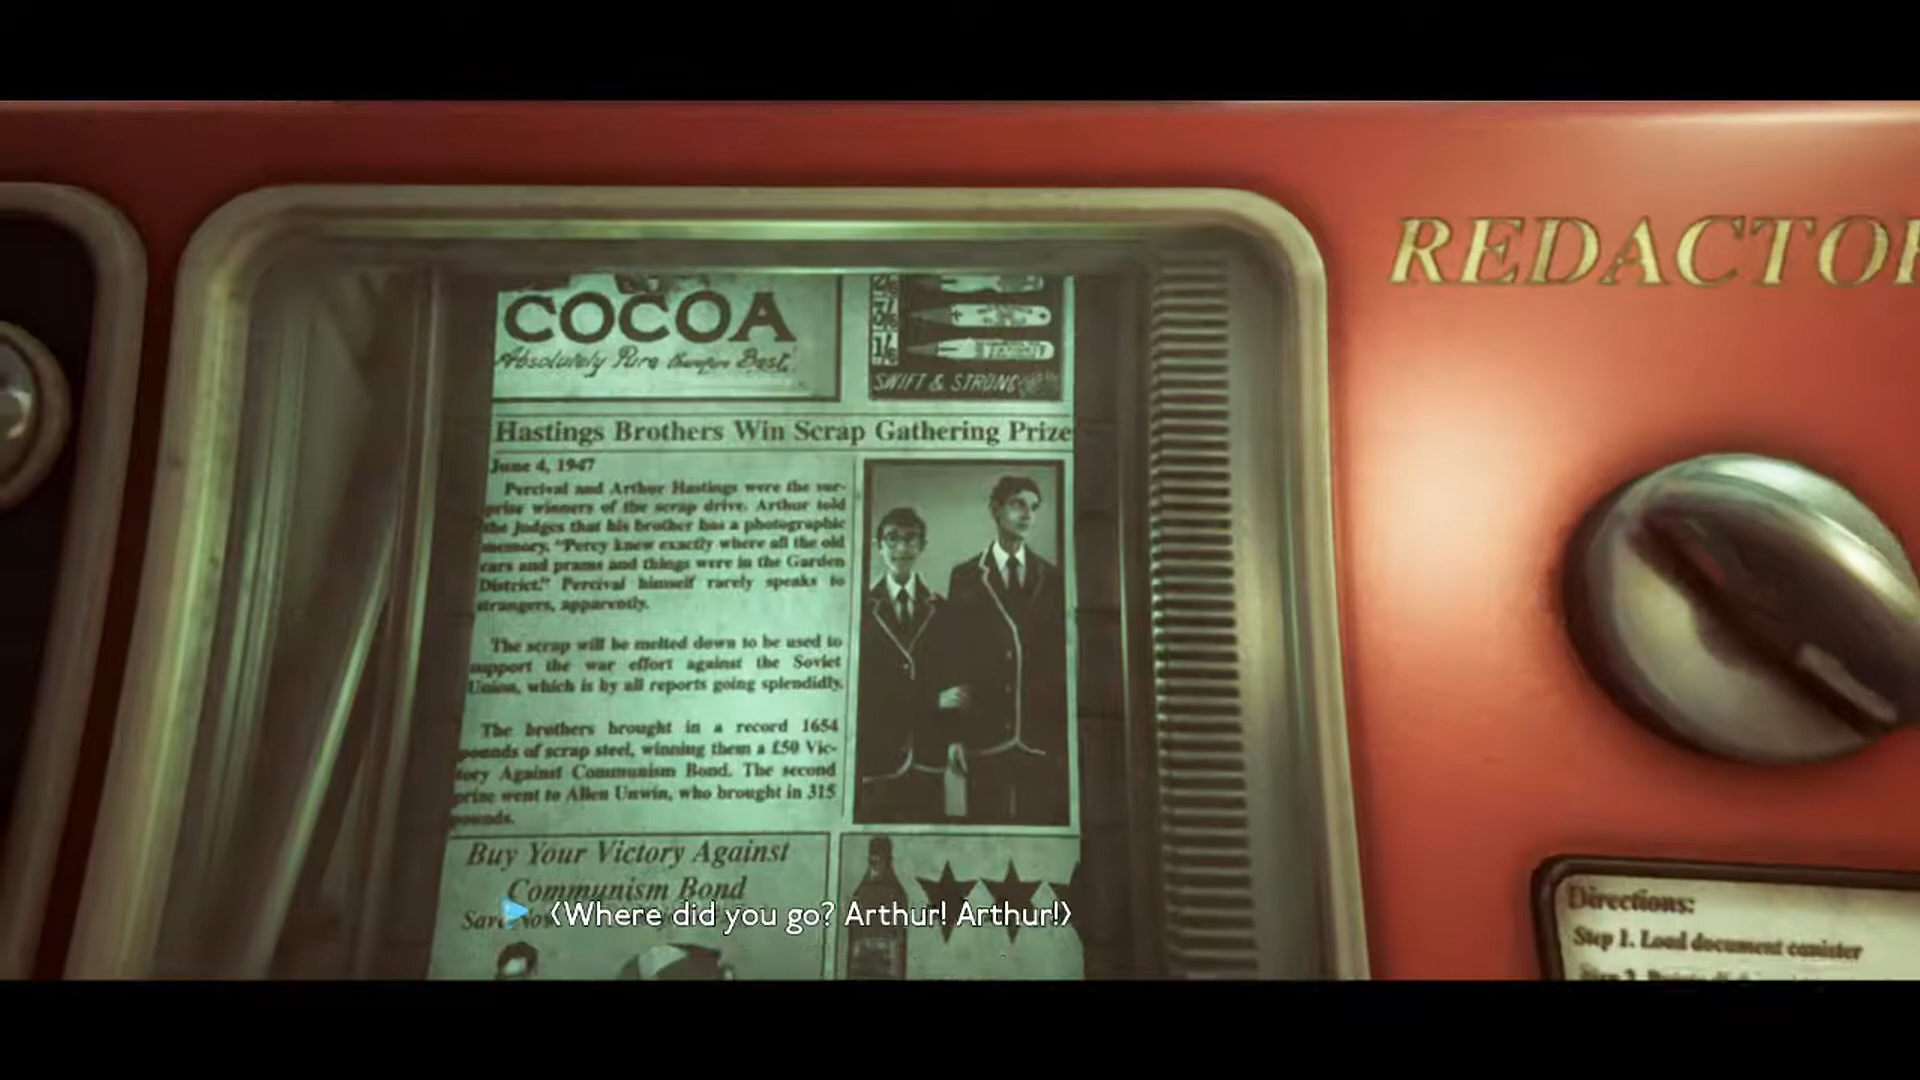 REDACTO
COCOA
Absolutely Pure therefore Best.
SWIFT & STRONG
Hastings Brothers Win Scrap Gathering Prize
June 4, 1947
Percival and Arthur Hastings were the sur-
prise winners of the scrap drive. Arthur told
the judges that his brother has a photographic
memory. "Percy knew exactly where all the old
cars and prams and things were in the Garden
District." Percival himself rarely speaks to
strangers, apparently.
The scrap will be melted down to be used to
support the war effort against the Soviet
Union, which is by all reports going splendidly.
The brothers brought in a record 1654
pounds of scrap steel, winning them a £50 Vic-
tory Against Communism Bond. The second
prize went to Allen Unwin, who brought in 315
pounds.
Buy Your Victory Against
Communism Bond
(Where did you go? Arthur! Arthur!)
Directions:
Step 1. Load document canister